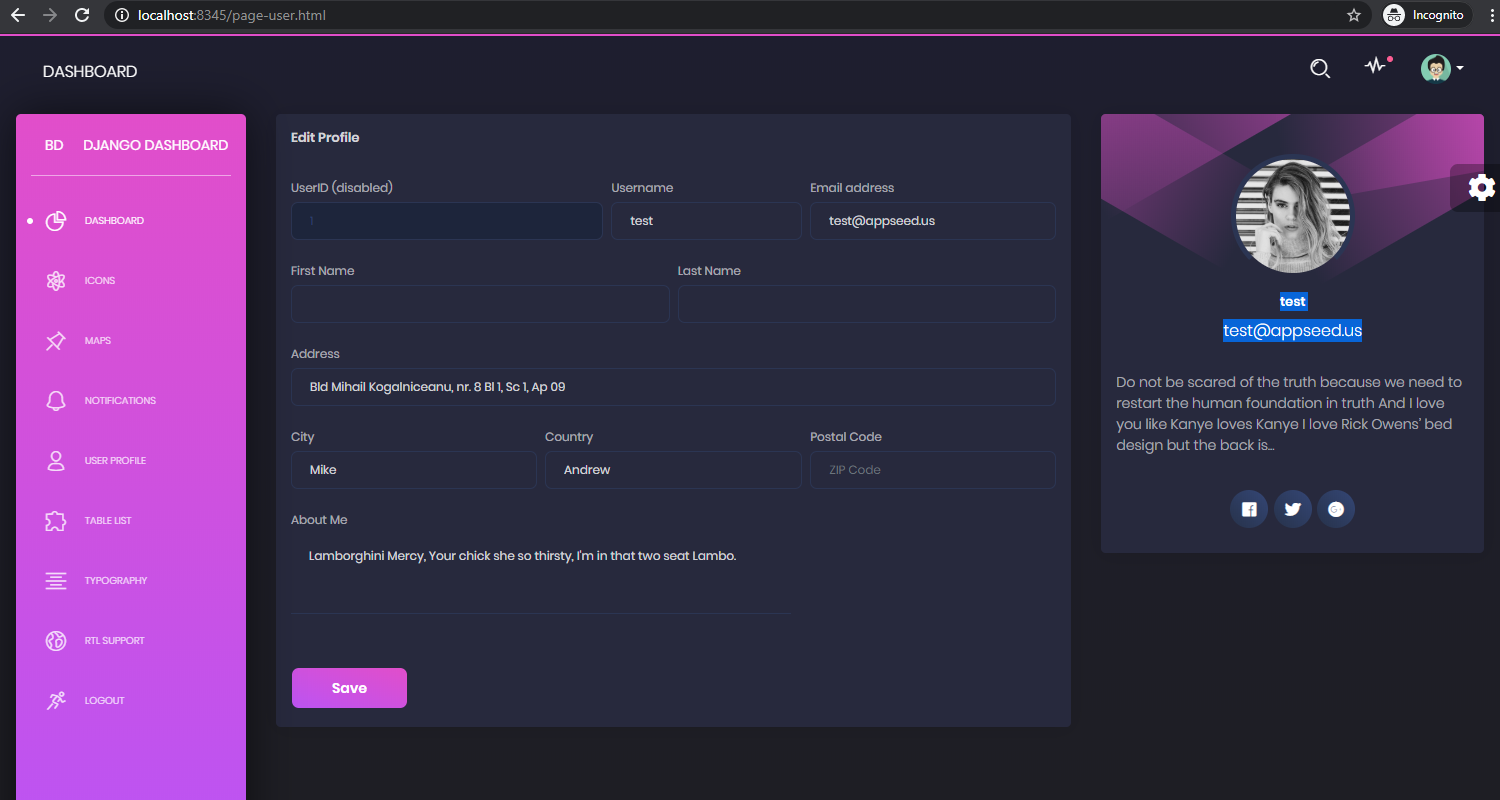 localhost:8345/page-user.html
Incognito
DASHBOARD
BD DJANGO DASHBOARD
DASHBOARD
ICONS
MAPS
NOTIFICATIONS
USER PROFILE
TABLE LIST
TYPOGRAPHY
RTL SUPPORT
LOGOUT
Edit Profile
UserID (disabled) Username Email address
1 test test@appseed.us
First Name Last Name
Address
Bld Mihail Kogalniceanu, nr. 8 Bl 1, Sc 1, Ap 09
City Country Postal Code
Mike Andrew ZIP Code
About Me
Lamborghini Mercy, Your chick she so thirsty, I'm in that two seat Lambo.
Save
test
test@appseed.us
Do not be scared of the truth because we need to
restart the human foundation in truth And I love
you like Kanye loves Kanye I love Rick Owens' bed
design but the back is...